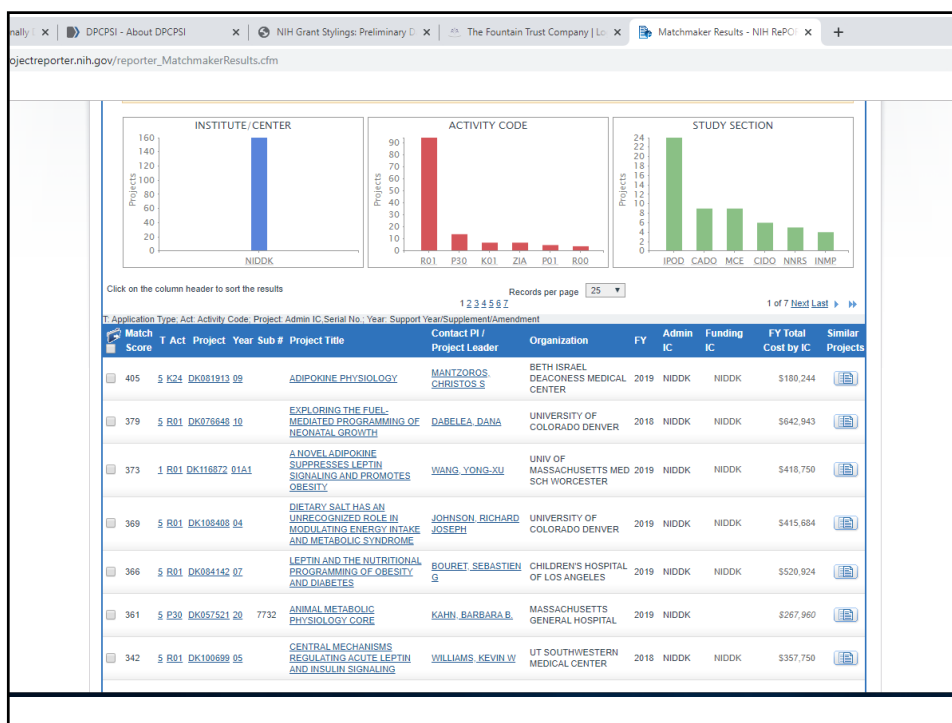 nally
DPCPSI - About DPCPSI
NIH Grant Stylings: Preliminary D
The Fountain Trust Company | Lo
Matchmaker Results - NIH RePO
ojectreporter.nih.gov/reporter_MatchmakerResults.cfm
INSTITUTE/CENTER
Projects
160
140
120
100
80
60
40
20
0
NIDDK
ACTIVITY CODE
Projects
90
80
70
60
50
40
30
20
10
0
R01 P30 K01 ZIA P01 R00
STUDY SECTION
Projects
24
22
20
18
16
14
12
10
8
6
4
2
0
IPOD CADO MCE CIDO NNRS INMP
Click on the column header to sort the results
Records per page 25
1 2 3 4 5 6 7
1 of 7 Next Last
T: Application Type; Act: Activity Code; Project: Admin IC,Serial No.; Year: Support Year/Supplement/Amendment
Match Score T Act Project Year Sub # Project Title Contact PI / Project Leader Organization FY Admin IC Funding IC FY Total Cost by IC Similar Projects
405 5 K24 DK081913 09 ADIPOKINE PHYSIOLOGY MANTZOROS, CHRISTOS S BETH ISRAEL DEACONESS MEDICAL CENTER 2019 NIDDK NIDDK $180,244
379 5 R01 DK076648 10 EXPLORING THE FUEL-MEDIATED PROGRAMMING OF NEONATAL GROWTH DABELEA, DANA UNIVERSITY OF COLORADO DENVER 2018 NIDDK NIDDK $642,943
373 1 R01 DK116872 01A1 A NOVEL ADIPOKINE SUPPRESSES LEPTIN SIGNALING AND PROMOTES OBESITY WANG, YONG-XU UNIV OF MASSACHUSETTS MED SCH WORCESTER 2019 NIDDK NIDDK $418,750
369 5 R01 DK108408 04 DIETARY SALT HAS AN UNRECOGNIZED ROLE IN MODULATING ENERGY INTAKE AND METABOLIC SYNDROME JOHNSON, RICHARD JOSEPH UNIVERSITY OF COLORADO DENVER 2019 NIDDK NIDDK $415,684
366 5 R01 DK084142 07 LEPTIN AND THE NUTRITIONAL PROGRAMMING OF OBESITY AND DIABETES BOURET, SEBASTIEN G CHILDREN'S HOSPITAL OF LOS ANGELES 2019 NIDDK NIDDK $520,924
361 5 P30 DK057521 20 7732 ANIMAL METABOLIC PHYSIOLOGY CORE KAHN, BARBARA B. MASSACHUSETTS GENERAL HOSPITAL 2019 NIDDK NIDDK $267,960
342 5 R01 DK100699 05 CENTRAL MECHANISMS REGULATING ACUTE LEPTIN AND INSULIN SIGNALING WILLIAMS, KEVIN W UT SOUTHWESTERN MEDICAL CENTER 2018 NIDDK NIDDK $357,750